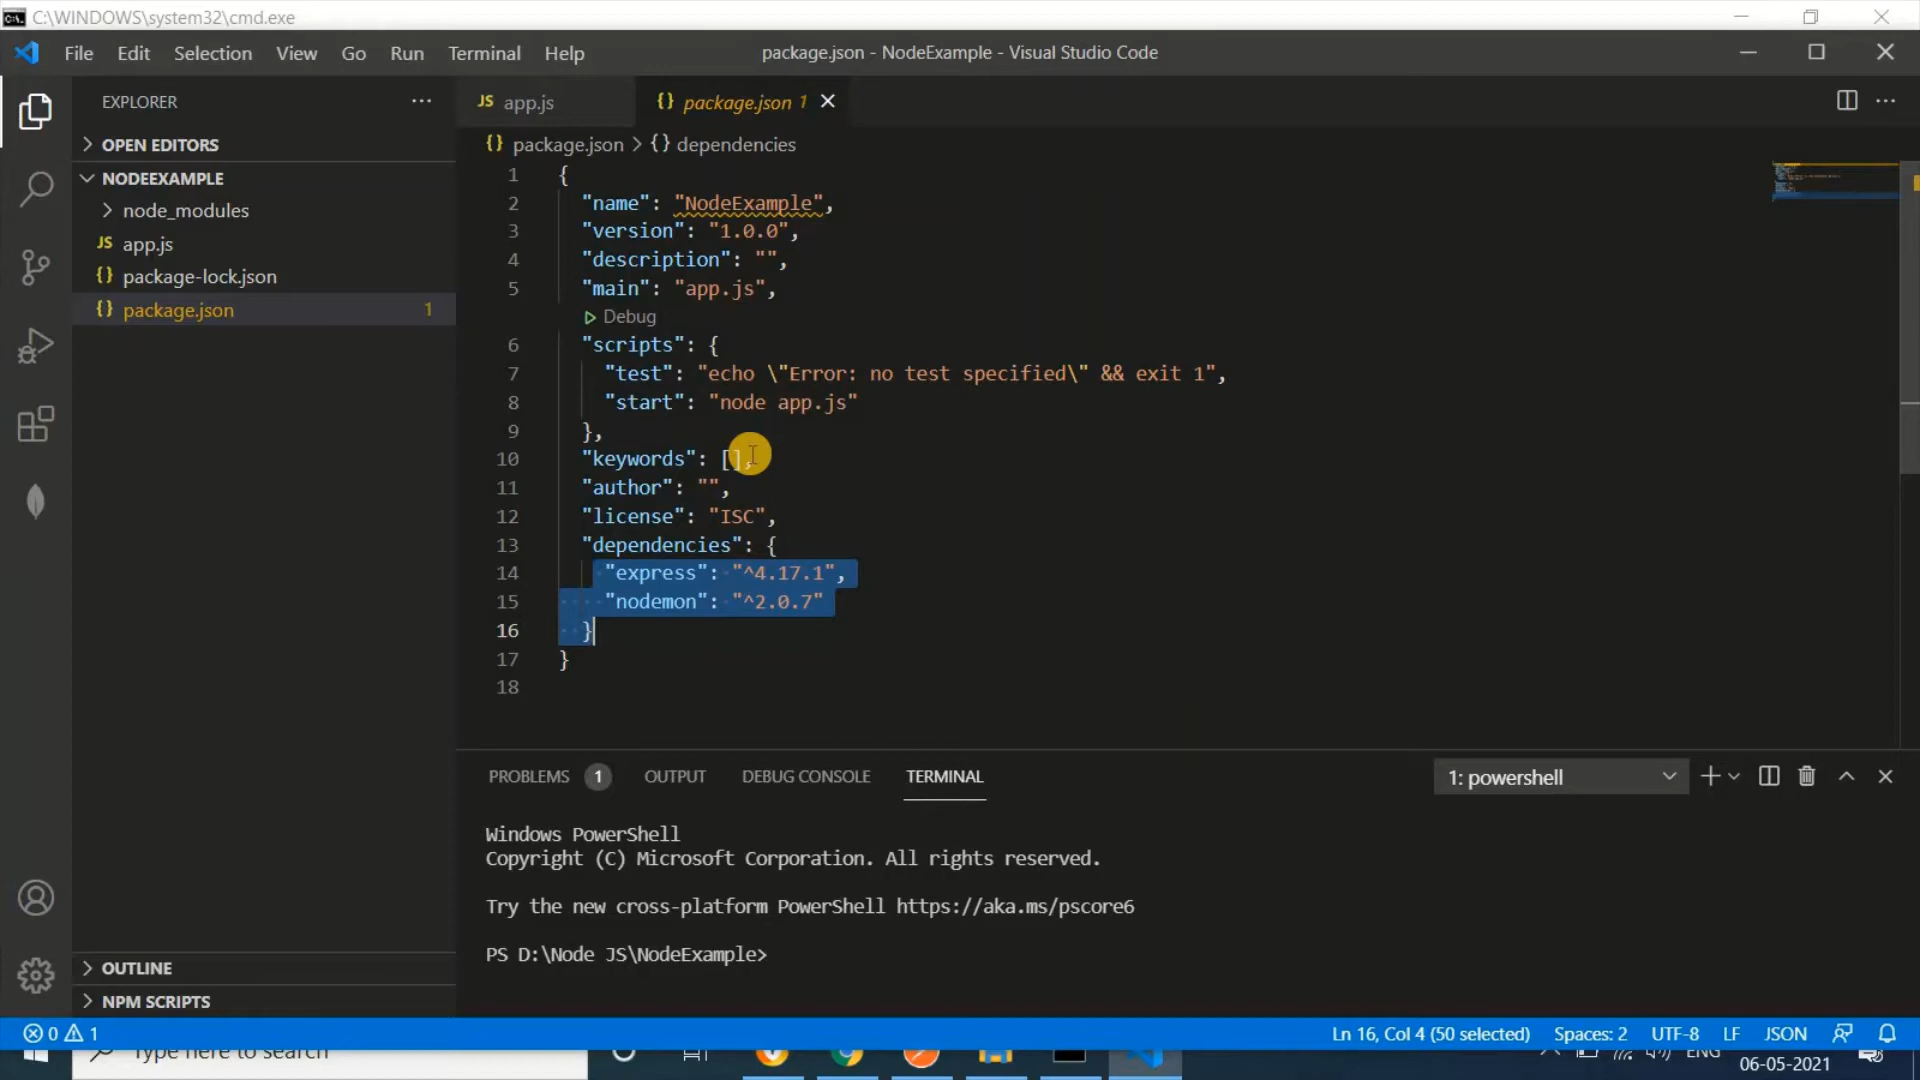 C:\WINDOWS\system32\cmd.exe
File Edit Selection View Go Run Terminal Help
package.json - NodeExample - Visual Studio Code
EXPLORER
OPEN EDITORS
NODEEXAMPLE
node_modules
JS app.js
{} package-lock.json
{} package.json 1
OUTLINE
NPM SCRIPTS
JS app.js
{} package.json 1
{} package.json > {} dependencies
1 {
2 "name": "NodeExample",
3 "version": "1.0.0",
4 "description": "",
5 "main": "app.js",
Debug
6 "scripts": {
7 "test": "echo \"Error: no test specified\" && exit 1",
8 "start": "node app.js"
9 },
10 "keywords": [],
11 "author": "",
12 "license": "ISC",
13 "dependencies": {
14 "express": "^4.17.1",
15 "nodemon": "^2.0.7"
16 }
17 }
18
PROBLEMS 1 OUTPUT DEBUG CONSOLE TERMINAL
1: powershell
Windows PowerShell
Copyright (C) Microsoft Corporation. All rights reserved.
Try the new cross-platform PowerShell https://aka.ms/pscore6
PS D:\Node JS\NodeExample>
0 1
Ln 16, Col 4 (50 selected) Spaces: 2 UTF-8 LF JSON
Type here to search
ENG
06-05-2021